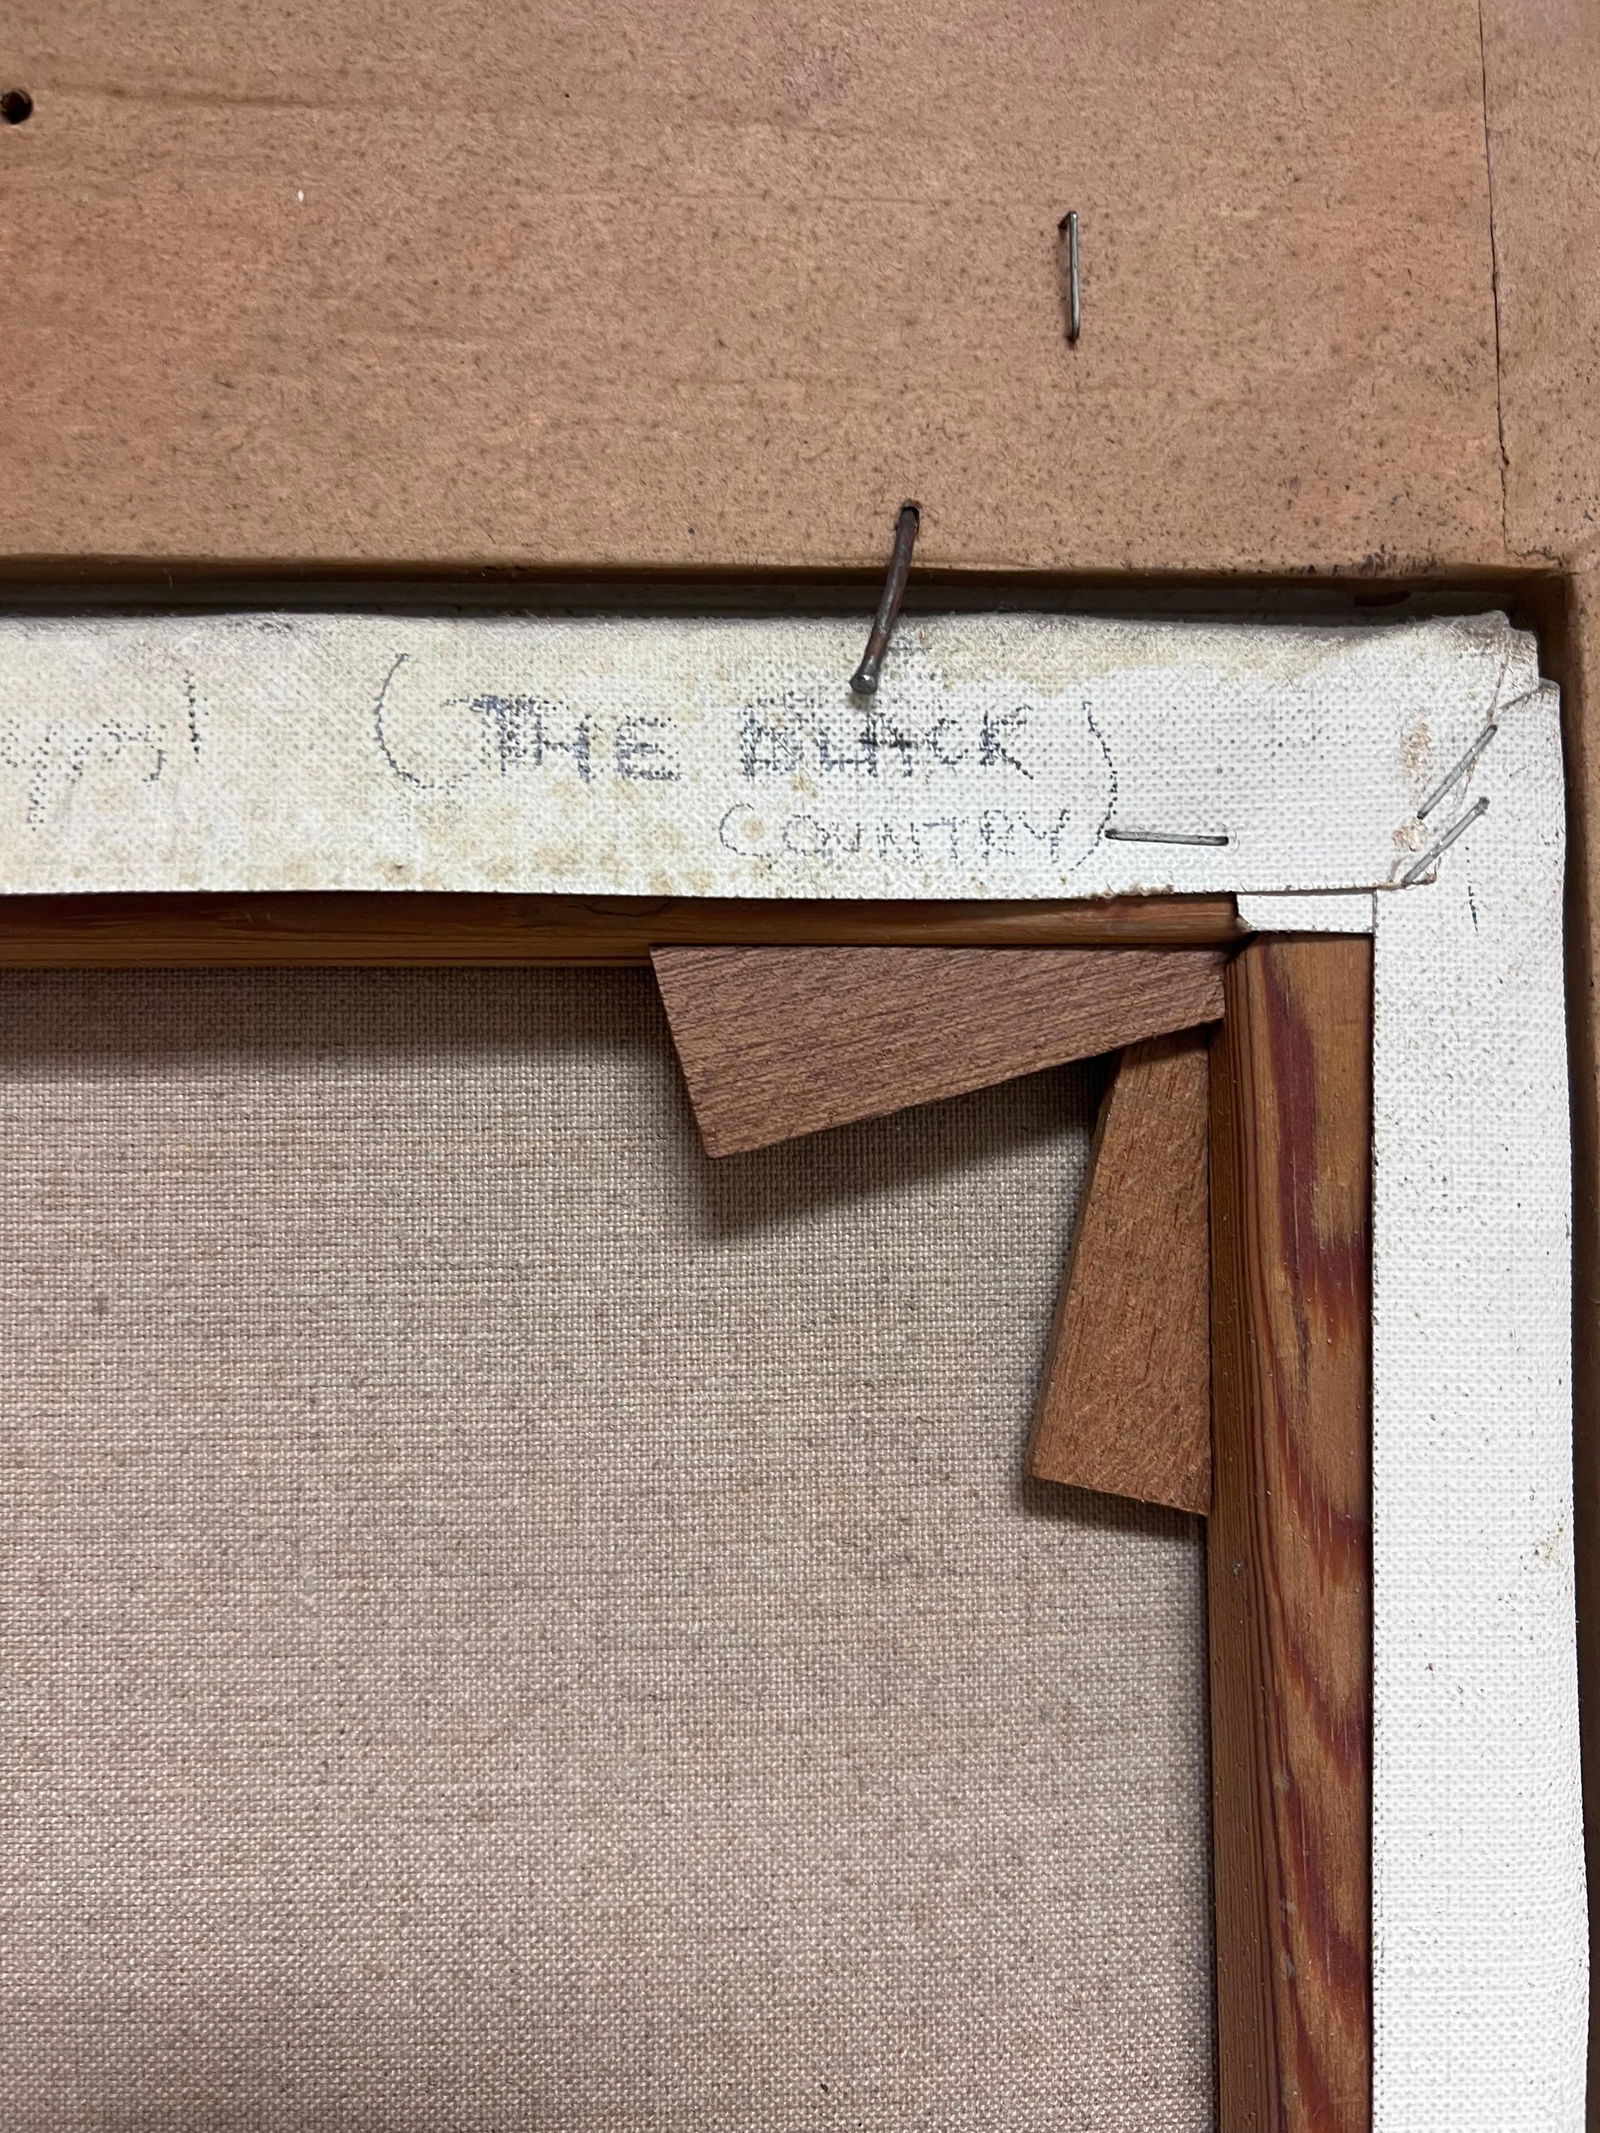 (THE BLACK
COUNTRY)